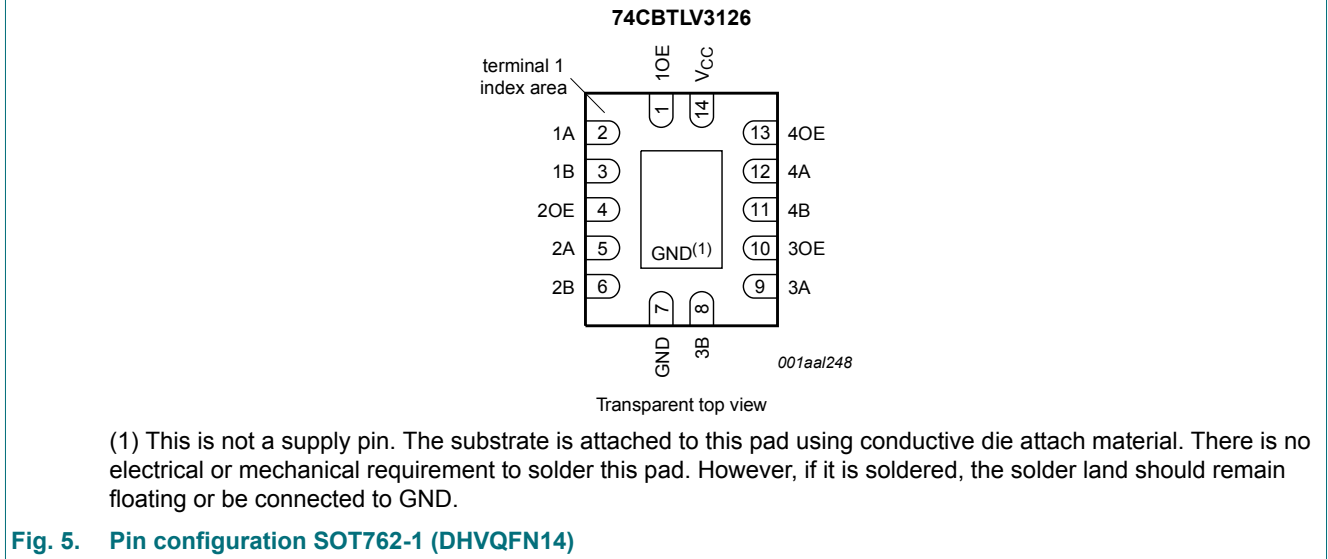 74CBTLV3126
terminal 1
index area
1OE
VCC
1
14
1A 2
13 4OE
1B 3
12 4A
2OE 4
11 4B
2A 5
GND(1)
10 3OE
2B 6
9 3A
7
8
GND
3B
001aal248
Transparent top view
(1) This is not a supply pin. The substrate is attached to this pad using conductive die attach material. There is no
electrical or mechanical requirement to solder this pad. However, if it is soldered, the solder land should remain
floating or be connected to GND.
Fig. 5. Pin configuration SOT762-1 (DHVQFN14)